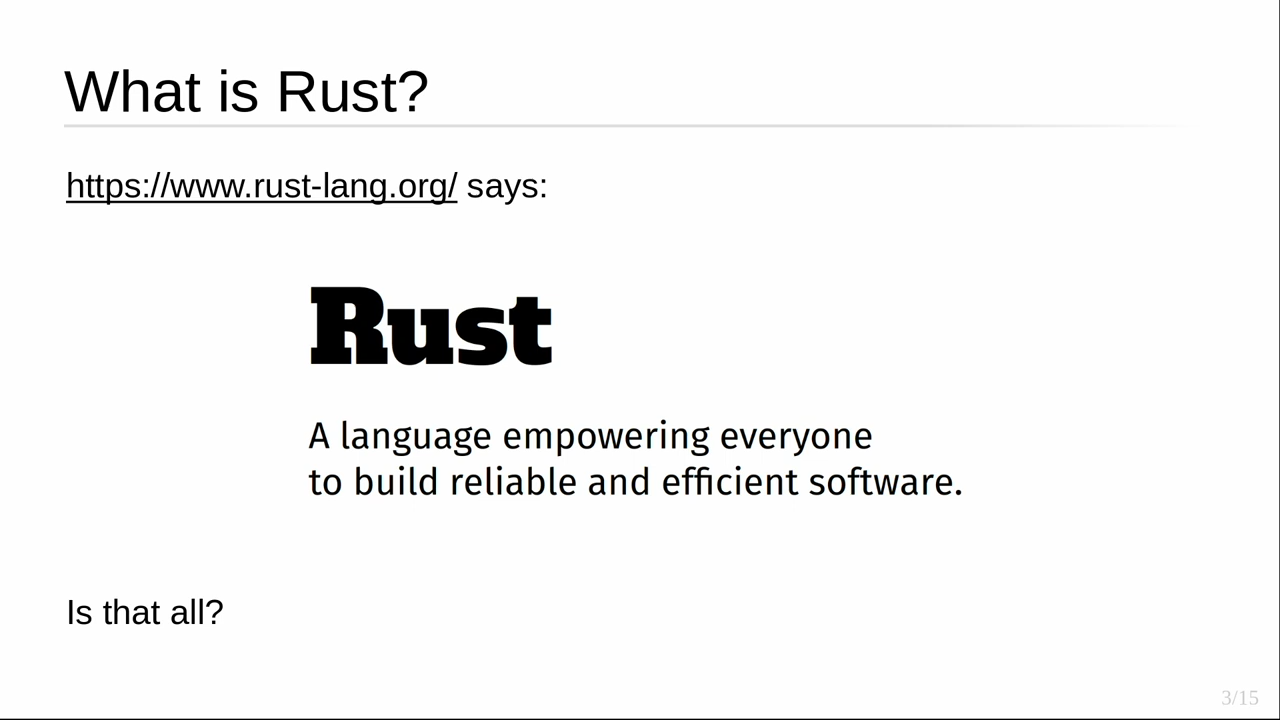 What is Rust?
https://www.rust-lang.org/ says:
Rust
A language empowering everyone
to build reliable and efficient software.
Is that all?
3/15